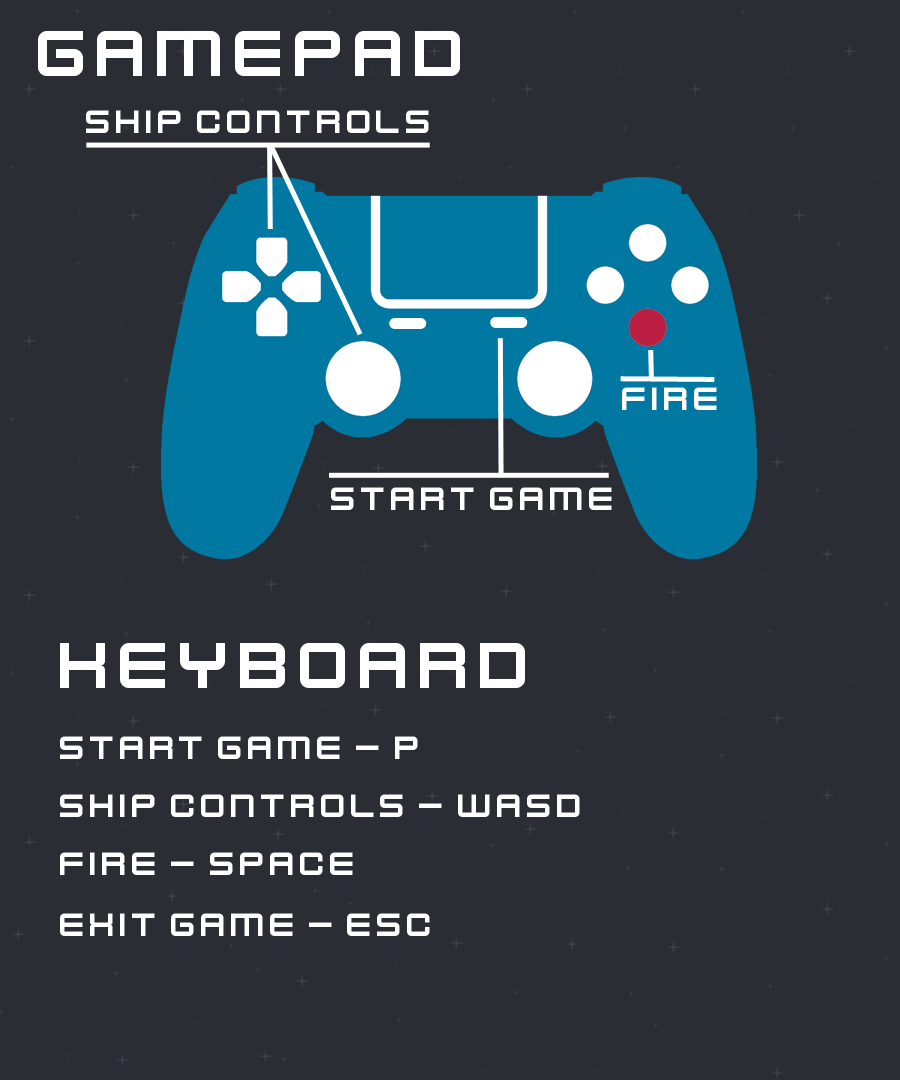 GAMEPAD
SHIP CONTROLS
FIRE
START GAME
KEYBOARD
START GAME – P
SHIP CONTROLS – WASD
FIRE – SPACE
EXIT GAME – ESC